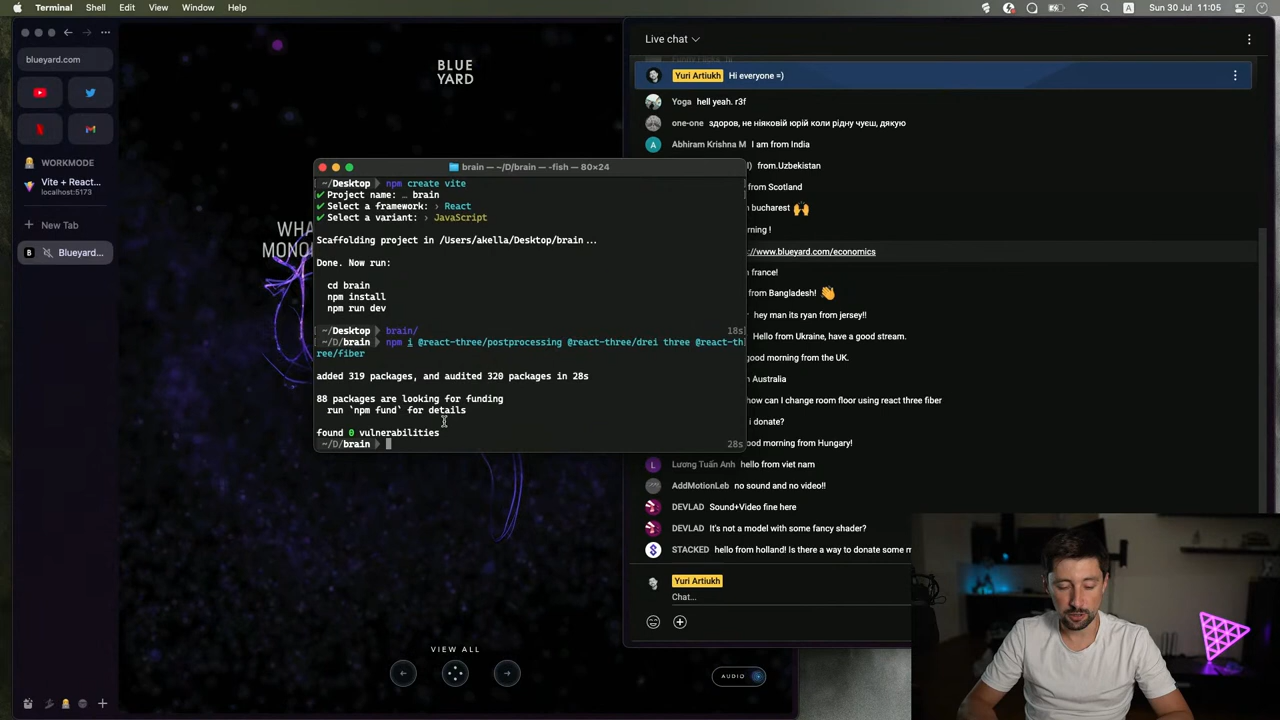 Terminal Shell Edit View Window Help
A Sun 30 Jul 11:05
blueyard.com
WORKMODE
Vite + React...
localhost:5173
New Tab
B Blueyard...
BLUE
YARD
WHA
MONO
brain — ~/D/brain — -fish — 80×24
~/Desktop npm create vite
✔ Project name: … brain
✔ Select a framework: › React
✔ Select a variant: › JavaScript
Scaffolding project in /Users/akella/Desktop/brain...
Done. Now run:
cd brain
npm install
npm run dev
~/Desktop brain/ 18s
~/D/brain npm i @react-three/postprocessing @react-three/drei three @react-th
ree/fiber
added 319 packages, and audited 320 packages in 28s
88 packages are looking for funding
run `npm fund` for details
found 0 vulnerabilities
~/D/brain 28s
VIEW ALL
AUDIO
Live chat
Yuri Artiukh Hi everyone =)
Yoga hell yeah. r3f
one-one здоров, не ніяковій юрій коли рідну чуєш, дякую
A Abhiram Krishna M I am from India
) from.Uzbekistan
from Scotland
m bucharest 🙌
rning !
://www.blueyard.com/economics
n france!
from Bangladesh! 👋
hey man its ryan from jersey!!
Hello from Ukraine, have a good stream.
good morning from the UK.
Australia
how can I change room floor using react three fiber
i donate?
od morning from Hungary!
L Lương Tuấn Anh hello from viet nam
AddMotionLeb no sound and no video!!
DEVLAD Sound+Video fine here
DEVLAD It's not a model with some fancy shader?
STACKED hello from holland! Is there a way to donate some m
Yuri Artiukh
Chat...